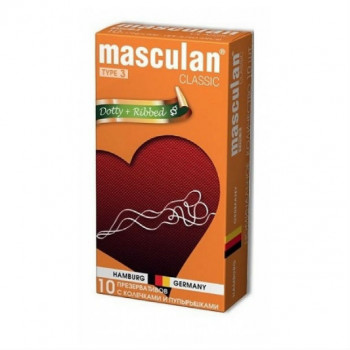 masculan®
TYPE 3
CLASSIC
Dotty + Ribbed
HAMBURG GERMANY
10 ПРЕЗЕРВАТИВОВ
С КОЛЕЧКАМИ И ПУПЫРЫШКАМИ
masculan®